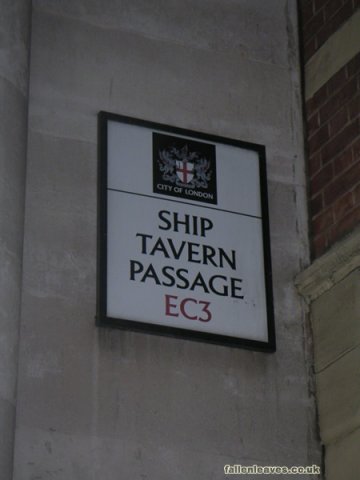 CITY OF LONDON
SHIP
TAVERN
PASSAGE
EC3
fallenleaves.co.uk